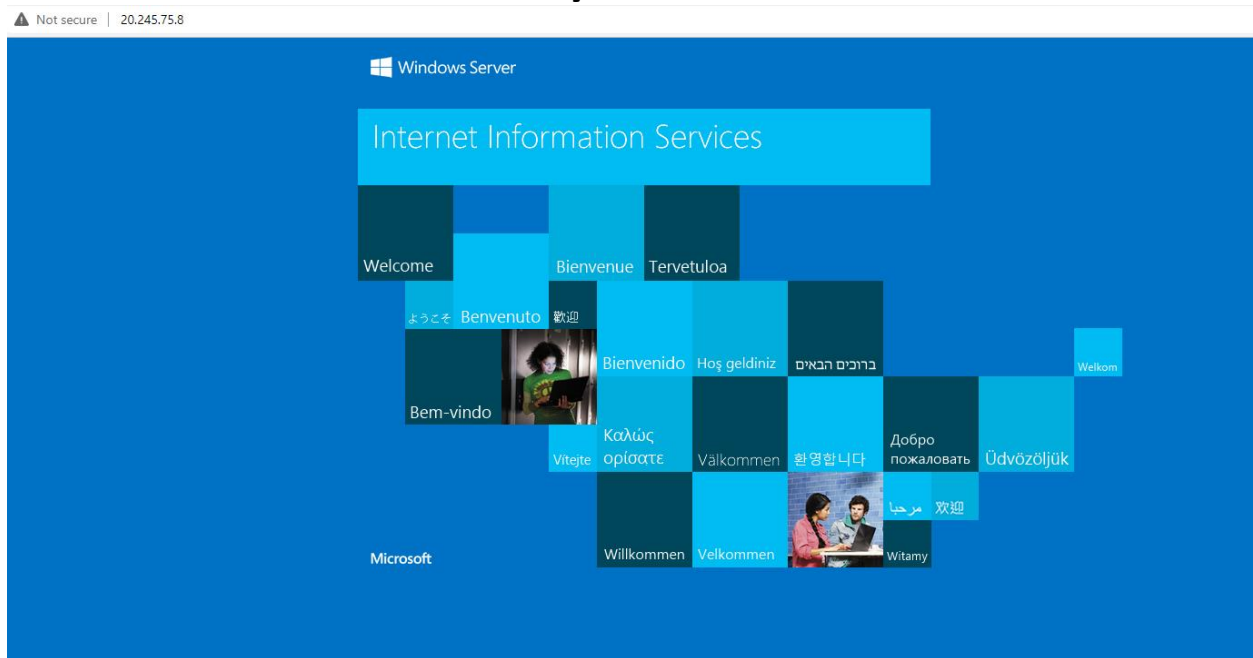 Not secure | 20.245.75.8
Windows Server
Internet Information Services
Welcome
Bienvenue
Tervetuloa
ようこそ
Benvenuto
歡迎
Bienvenido
Hoş geldiniz
ברוכים הבאים
Welkom
Bem-vindo
Vítejte
Καλώς
ορίσατε
Välkommen
환영합니다
Добро
пожаловать
Üdvözöljük
مرحبا
欢迎
Microsoft
Willkommen
Velkommen
Witamy